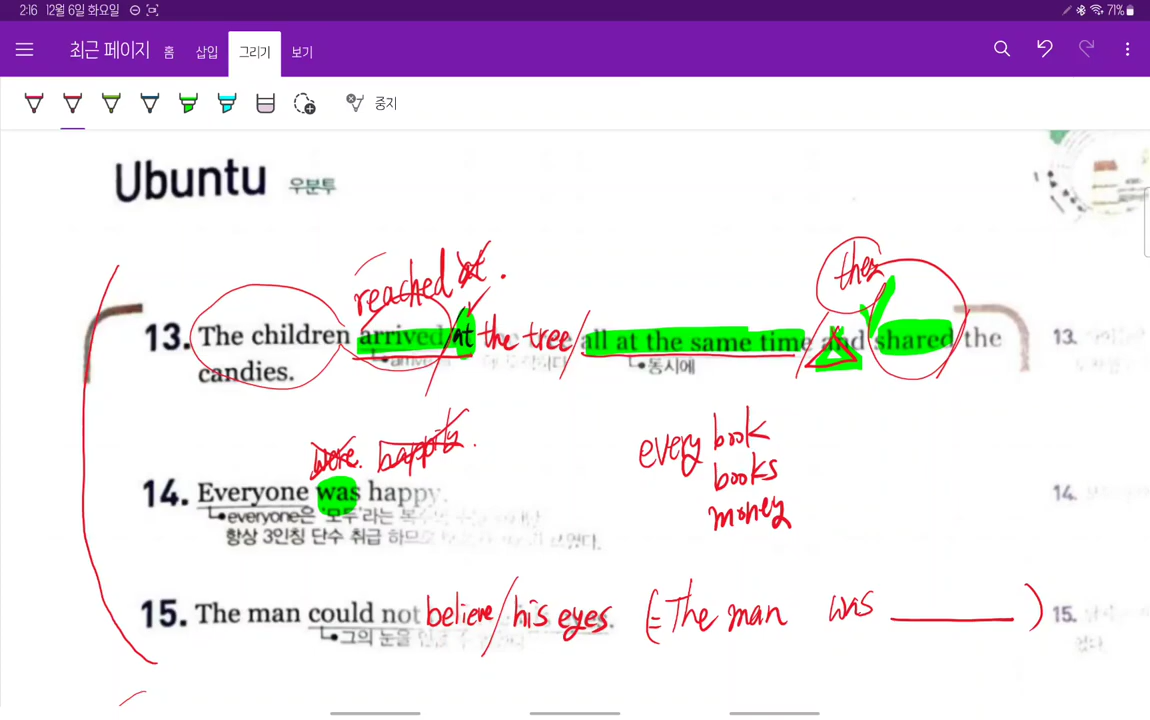 2:16 12월 6일 화요일 71%
최근 페이지 홈 삽입 그리기 보기
중지
Ubuntu 우분투
reached at. then
13. The children arrived at the tree / all at the same time and shared the 13.
동시에
candies.
were. happily.
every book
books
money
14. Everyone was happy. 14.
everyone은 '모두'라는
항상 3인칭 단수 취급 하므로
15. The man could not believe / his eyes. (= The man was ______ ) 15.
그의 눈을